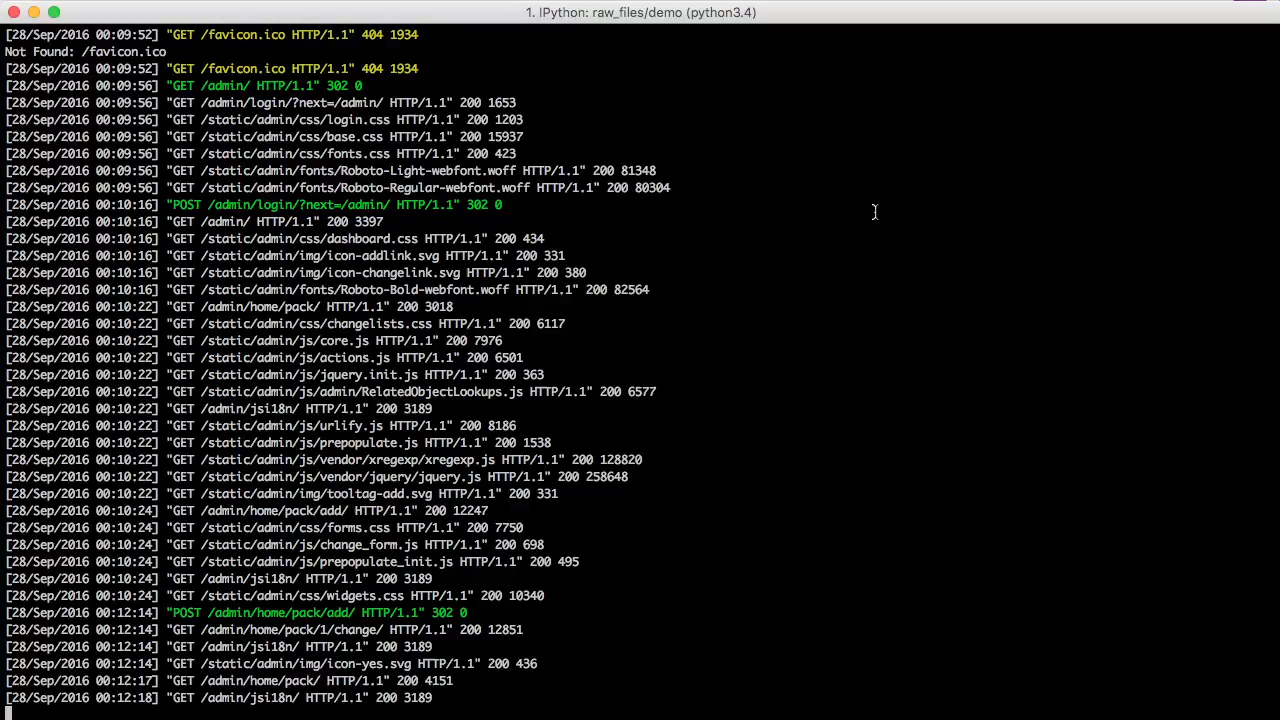 1. IPython: raw_files/demo (python3.4)
[28/Sep/2016 00:09:52] "GET /favicon.ico HTTP/1.1" 404 1934
Not Found: /favicon.ico
[28/Sep/2016 00:09:52] "GET /favicon.ico HTTP/1.1" 404 1934
[28/Sep/2016 00:09:56] "GET /admin/ HTTP/1.1" 302 0
[28/Sep/2016 00:09:56] "GET /admin/login/?next=/admin/ HTTP/1.1" 200 1653
[28/Sep/2016 00:09:56] "GET /static/admin/css/login.css HTTP/1.1" 200 1203
[28/Sep/2016 00:09:56] "GET /static/admin/css/base.css HTTP/1.1" 200 15937
[28/Sep/2016 00:09:56] "GET /static/admin/css/fonts.css HTTP/1.1" 200 423
[28/Sep/2016 00:09:56] "GET /static/admin/fonts/Roboto-Light-webfont.woff HTTP/1.1" 200 81348
[28/Sep/2016 00:09:56] "GET /static/admin/fonts/Roboto-Regular-webfont.woff HTTP/1.1" 200 80304
[28/Sep/2016 00:10:16] "POST /admin/login/?next=/admin/ HTTP/1.1" 302 0
[28/Sep/2016 00:10:16] "GET /admin/ HTTP/1.1" 200 3397
[28/Sep/2016 00:10:16] "GET /static/admin/css/dashboard.css HTTP/1.1" 200 434
[28/Sep/2016 00:10:16] "GET /static/admin/img/icon-addlink.svg HTTP/1.1" 200 331
[28/Sep/2016 00:10:16] "GET /static/admin/img/icon-changelink.svg HTTP/1.1" 200 380
[28/Sep/2016 00:10:16] "GET /static/admin/fonts/Roboto-Bold-webfont.woff HTTP/1.1" 200 82564
[28/Sep/2016 00:10:22] "GET /admin/home/pack/ HTTP/1.1" 200 3018
[28/Sep/2016 00:10:22] "GET /static/admin/css/changelists.css HTTP/1.1" 200 6117
[28/Sep/2016 00:10:22] "GET /static/admin/js/core.js HTTP/1.1" 200 7976
[28/Sep/2016 00:10:22] "GET /static/admin/js/actions.js HTTP/1.1" 200 6501
[28/Sep/2016 00:10:22] "GET /static/admin/js/jquery.init.js HTTP/1.1" 200 363
[28/Sep/2016 00:10:22] "GET /static/admin/js/admin/RelatedObjectLookups.js HTTP/1.1" 200 6577
[28/Sep/2016 00:10:22] "GET /admin/jsi18n/ HTTP/1.1" 200 3189
[28/Sep/2016 00:10:22] "GET /static/admin/js/urlify.js HTTP/1.1" 200 8186
[28/Sep/2016 00:10:22] "GET /static/admin/js/prepopulate.js HTTP/1.1" 200 1538
[28/Sep/2016 00:10:22] "GET /static/admin/js/vendor/xregexp/xregexp.js HTTP/1.1" 200 128820
[28/Sep/2016 00:10:22] "GET /static/admin/js/vendor/jquery/jquery.js HTTP/1.1" 200 258648
[28/Sep/2016 00:10:22] "GET /static/admin/img/tooltag-add.svg HTTP/1.1" 200 331
[28/Sep/2016 00:10:24] "GET /admin/home/pack/add/ HTTP/1.1" 200 12247
[28/Sep/2016 00:10:24] "GET /static/admin/css/forms.css HTTP/1.1" 200 7750
[28/Sep/2016 00:10:24] "GET /static/admin/js/change_form.js HTTP/1.1" 200 698
[28/Sep/2016 00:10:24] "GET /static/admin/js/prepopulate_init.js HTTP/1.1" 200 495
[28/Sep/2016 00:10:24] "GET /admin/jsi18n/ HTTP/1.1" 200 3189
[28/Sep/2016 00:10:24] "GET /static/admin/css/widgets.css HTTP/1.1" 200 10340
[28/Sep/2016 00:12:14] "POST /admin/home/pack/add/ HTTP/1.1" 302 0
[28/Sep/2016 00:12:14] "GET /admin/home/pack/1/change/ HTTP/1.1" 200 12851
[28/Sep/2016 00:12:14] "GET /admin/jsi18n/ HTTP/1.1" 200 3189
[28/Sep/2016 00:12:14] "GET /static/admin/img/icon-yes.svg HTTP/1.1" 200 436
[28/Sep/2016 00:12:17] "GET /admin/home/pack/ HTTP/1.1" 200 4151
[28/Sep/2016 00:12:18] "GET /admin/jsi18n/ HTTP/1.1" 200 3189